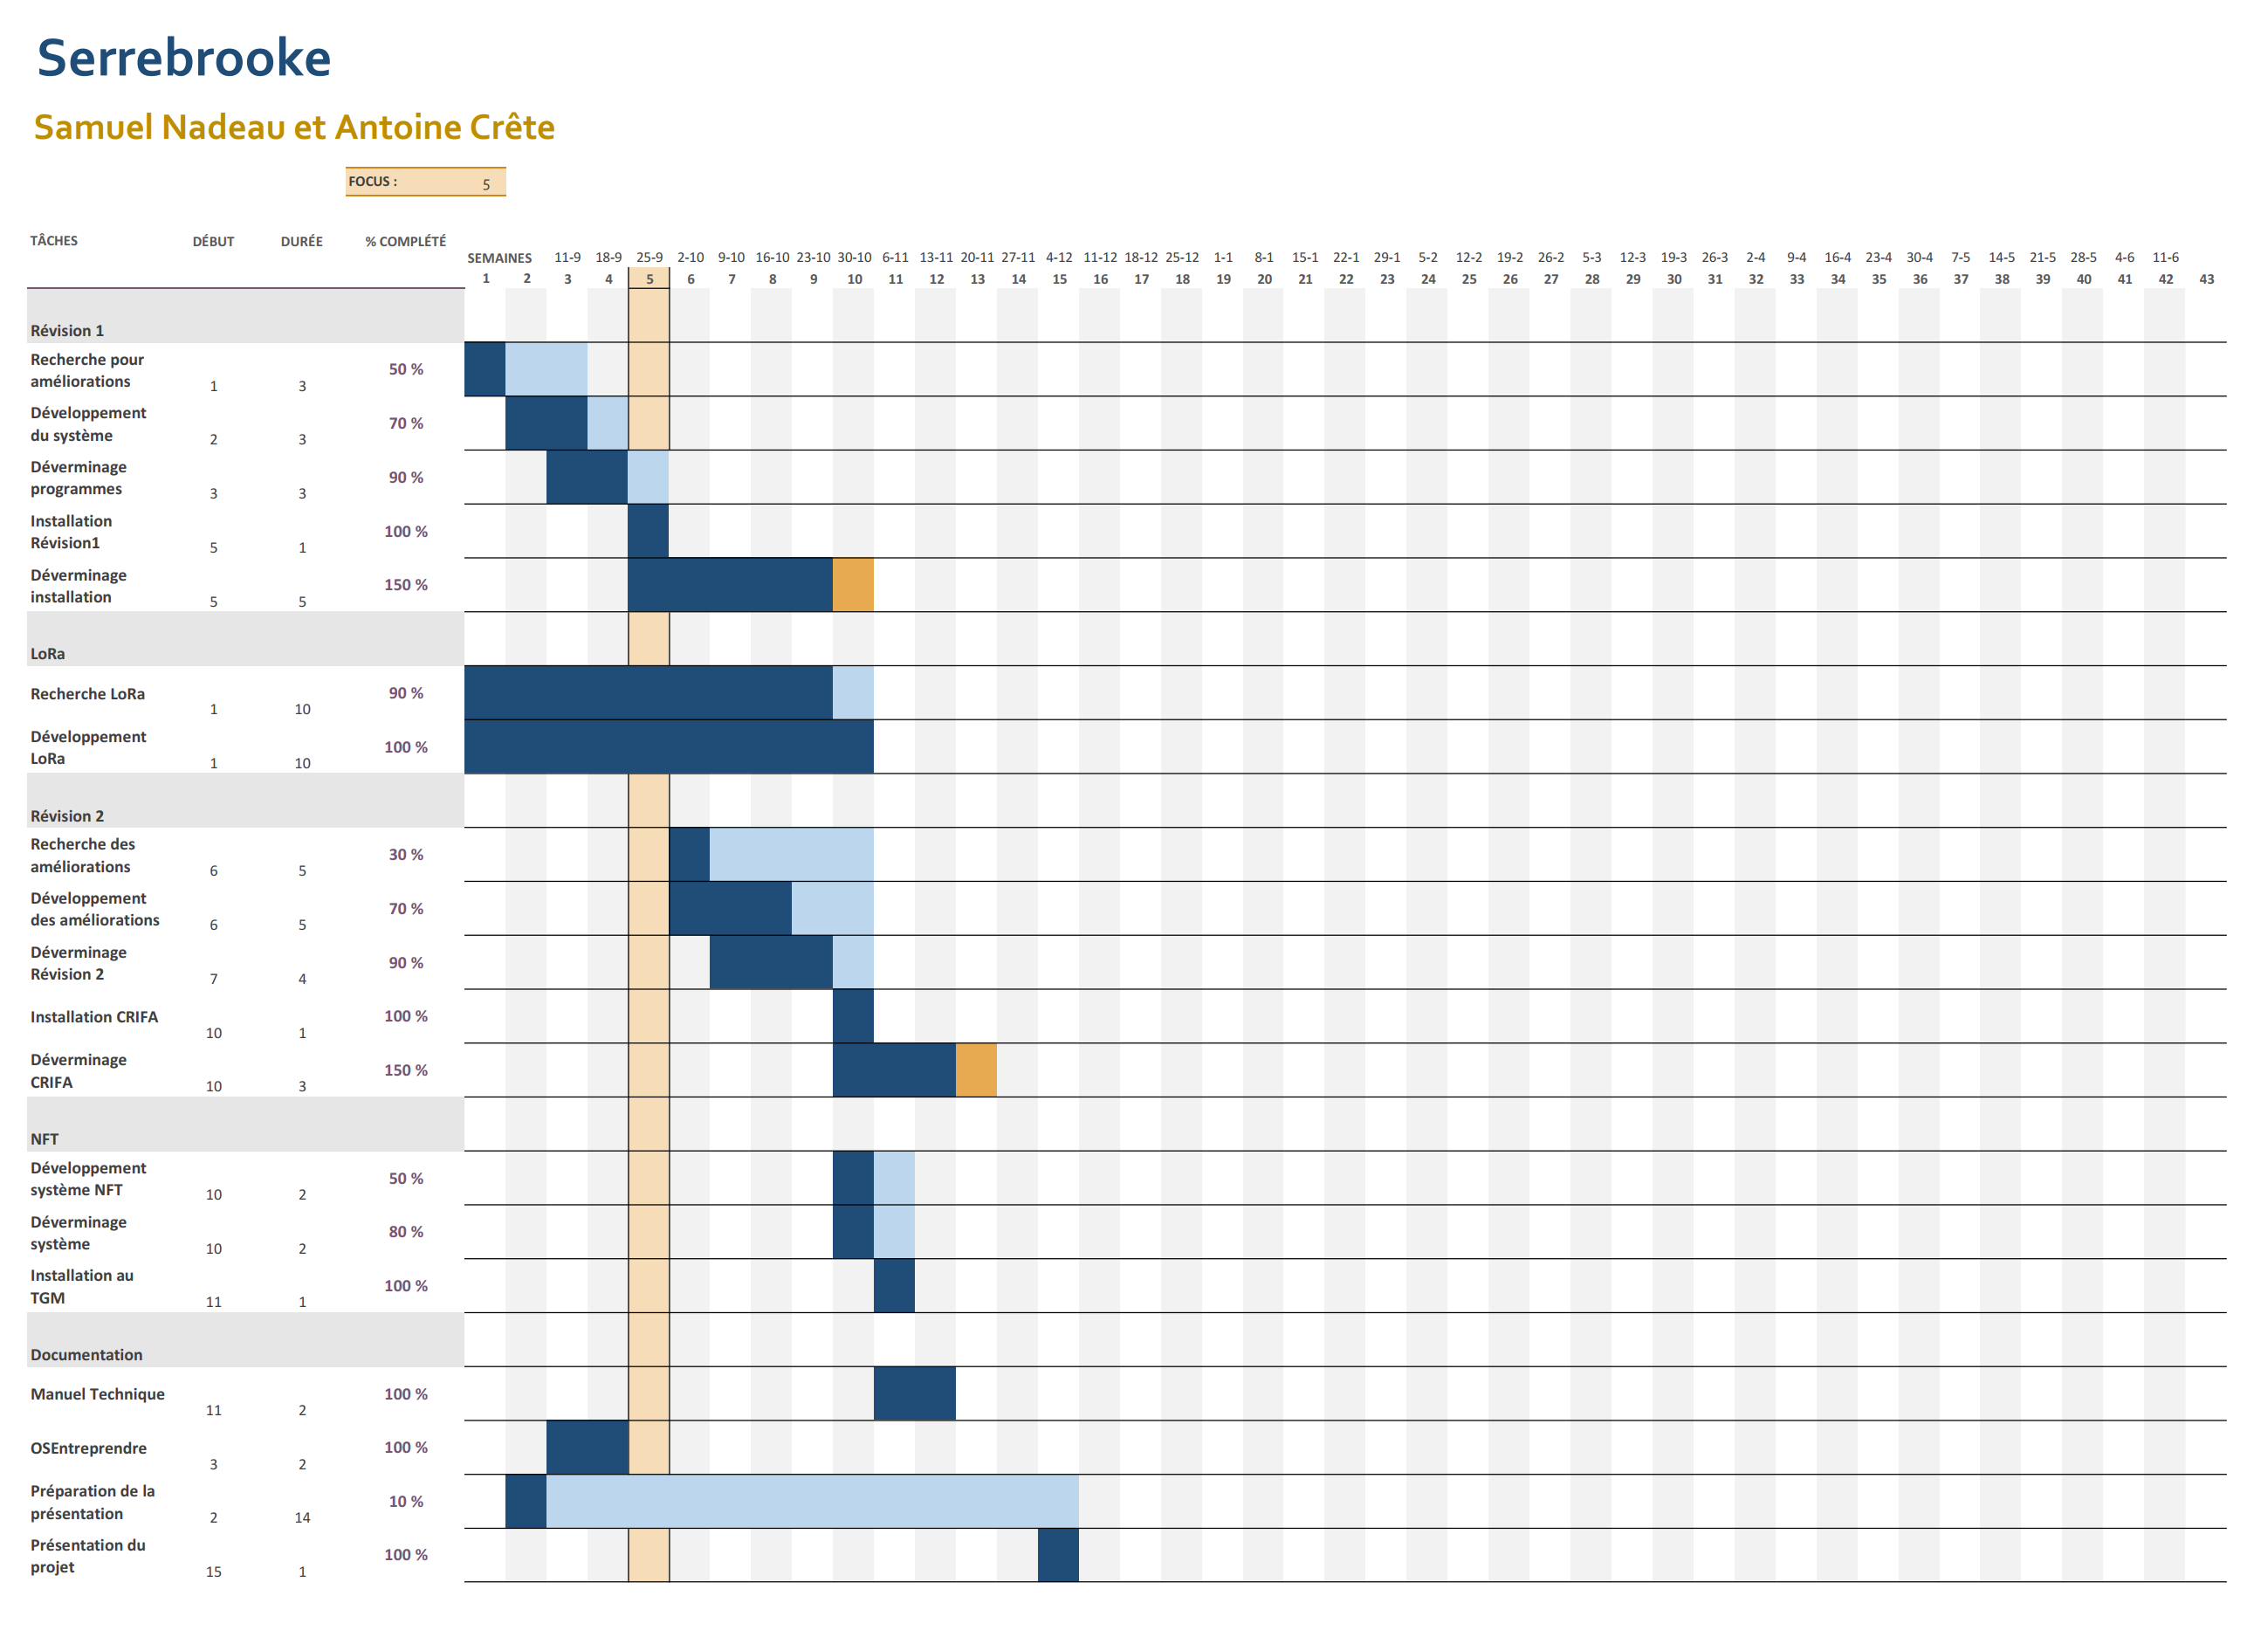 Serrebrooke
Samuel Nadeau et Antoine Crête
FOCUS : 5
TÂCHES DÉBUT DURÉE % COMPLÉTÉ
SEMAINES 11-9 18-9 25-9 2-10 9-10 16-10 23-10 30-10 6-11 13-11 20-11 27-11 4-12 11-12 18-12 25-12 1-1 8-1 15-1 22-1 29-1 5-2 12-2 19-2 26-2 5-3 12-3 19-3 26-3 2-4 9-4 16-4 23-4 30-4 7-5 14-5 21-5 28-5 4-6 11-6
1 2 3 4 5 6 7 8 9 10 11 12 13 14 15 16 17 18 19 20 21 22 23 24 25 26 27 28 29 30 31 32 33 34 35 36 37 38 39 40 41 42 43
Révision 1
Recherche pour
améliorations 1 3 50 %
Développement
du système 2 3 70 %
Déverminage
programmes 3 3 90 %
Installation
Révision1 5 1 100 %
Déverminage
installation 5 5 150 %
LoRa
Recherche LoRa 1 10 90 %
Développement
LoRa 1 10 100 %
Révision 2
Recherche des
améliorations 6 5 30 %
Développement
des améliorations 6 5 70 %
Déverminage
Révision 2 7 4 90 %
Installation CRIFA 10 1 100 %
Déverminage
CRIFA 10 3 150 %
NFT
Développement
système NFT 10 2 50 %
Déverminage
système 10 2 80 %
Installation au
TGM 11 1 100 %
Documentation
Manuel Technique 11 2 100 %
OSEntreprendre 3 2 100 %
Préparation de la
présentation 2 14 10 %
Présentation du
projet 15 1 100 %